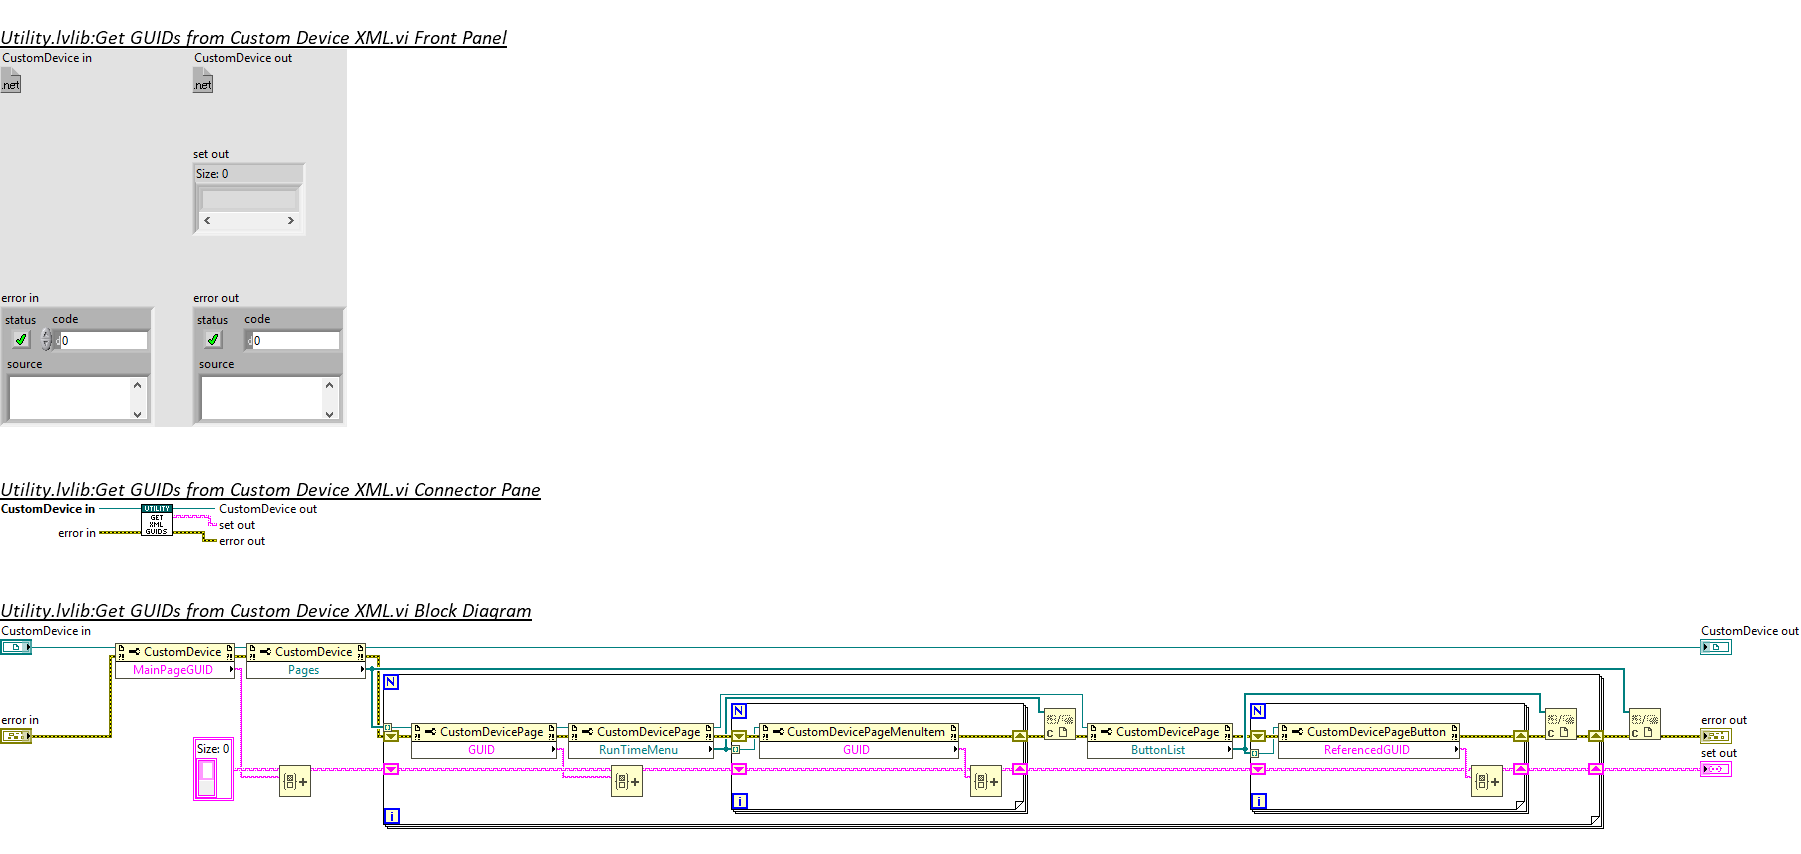 Utility.lvlib:Get GUIDs from Custom Device XML.vi Front Panel
CustomDevice in
CustomDevice out
.net
.net
set out
Size: 0
error in
error out
status
code
status
code
d
0
d
0
source
source
Utility.lvlib:Get GUIDs from Custom Device XML.vi Connector Pane
CustomDevice in
UTILITY
GET
XML
GUIDS
CustomDevice out
set out
error in
error out
Utility.lvlib:Get GUIDs from Custom Device XML.vi Block Diagram
CustomDevice in
CustomDevice out
CustomDevice
MainPageGUID
CustomDevice
Pages
N
error in
N
N
error out
CustomDevicePage
GUID
CustomDevicePage
RunTimeMenu
CustomDevicePageMenuItem
GUID
C
CustomDevicePage
ButtonList
CustomDevicePageButton
ReferencedGUID
C
C
set out
Size: 0
i
i
i